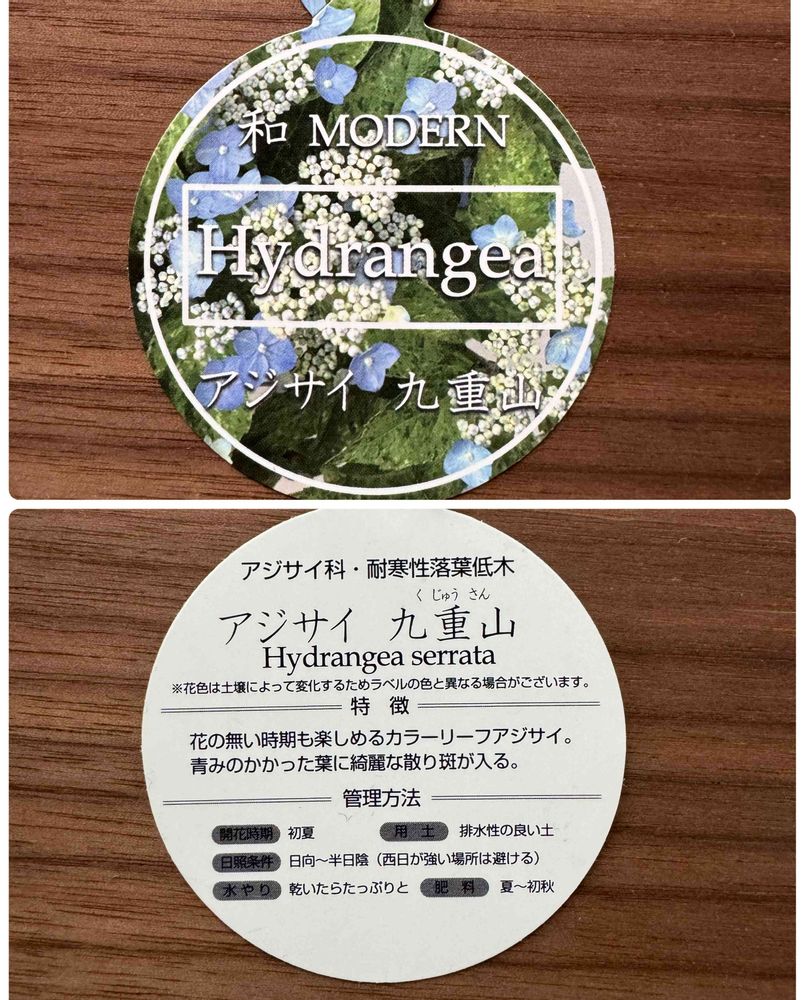 和 MODERN
Hydrangea
アジサイ 九重山
アジサイ科・耐寒性落葉低木
く じゅう さん
アジサイ 九重山
Hydrangea serrata
※花色は土壌によって変化するためラベルの色と異なる場合がございます。
特 徴
花の無い時期も楽しめるカラーリーフアジサイ。
青みのかかった葉に綺麗な散り斑が入る。
管理方法
開花時期 初夏 用 土 排水性の良い土
日照条件 日向〜半日陰（西日が強い場所は避ける）
水 や り 乾いたらたっぷりと 肥 料 夏〜初秋